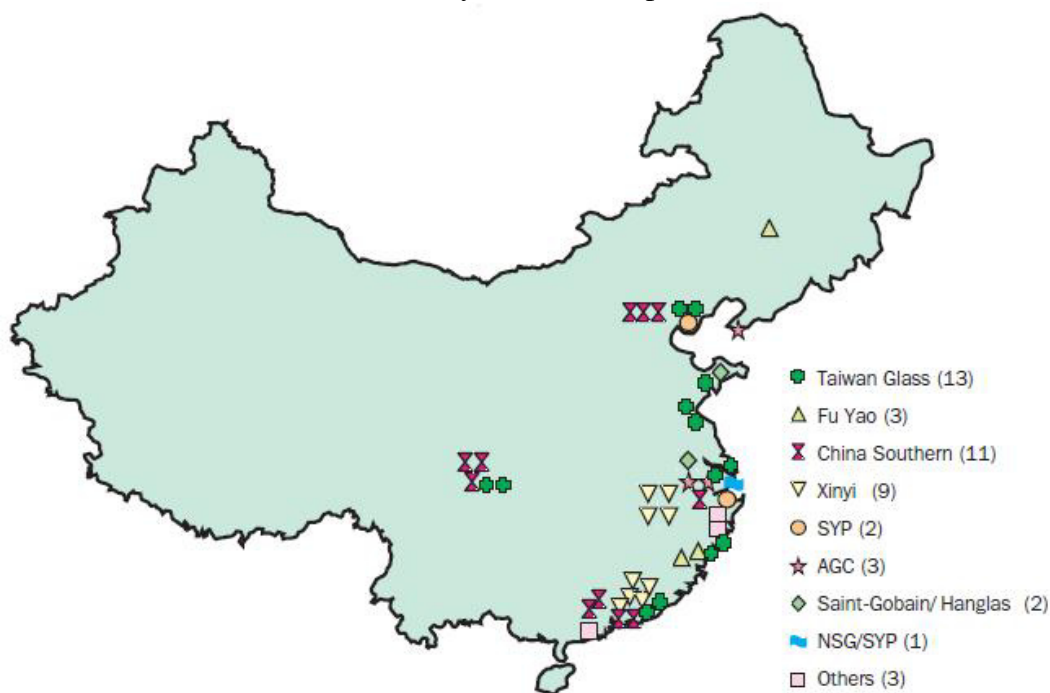 Taiwan Glass (13)
Fu Yao (3)
China Southern (11)
Xinyi (9)
SYP (2)
AGC (3)
Saint-Gobain/ Hanglas (2)
NSG/SYP (1)
Others (3)